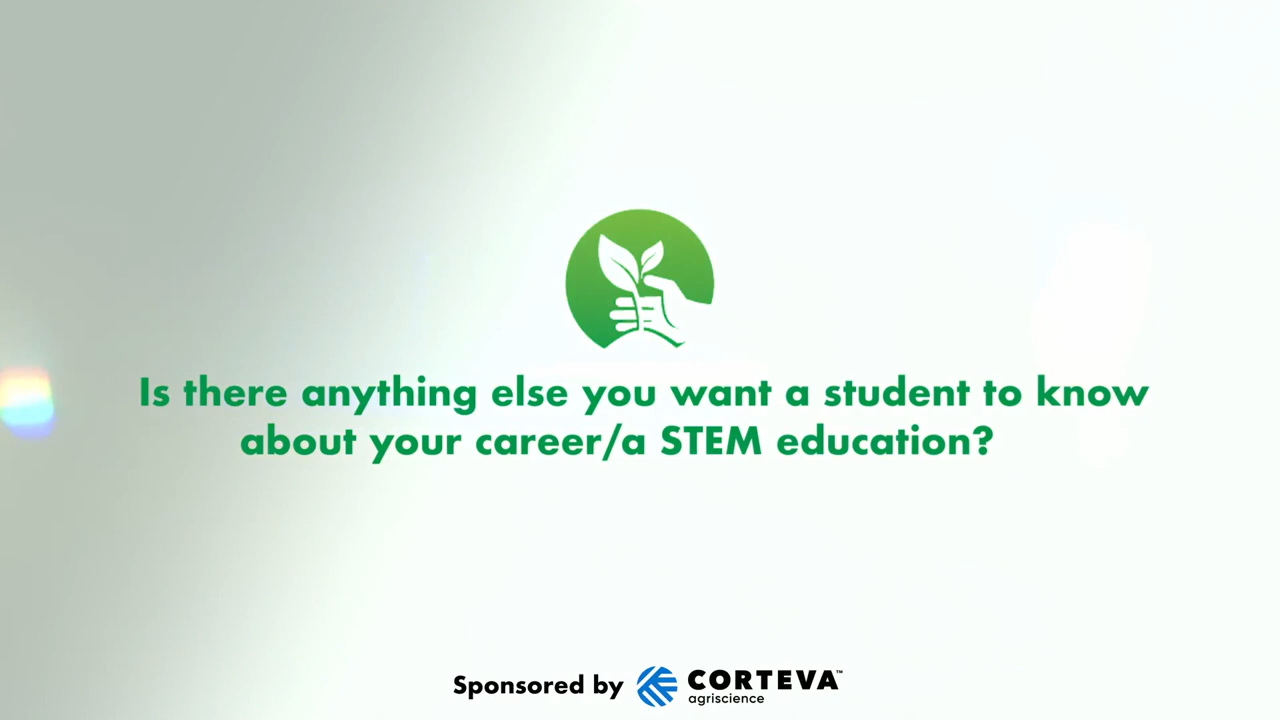 Is there anything else you want a student to know
about your career/a STEM education?
Sponsored by CORTEVA™
agriscience